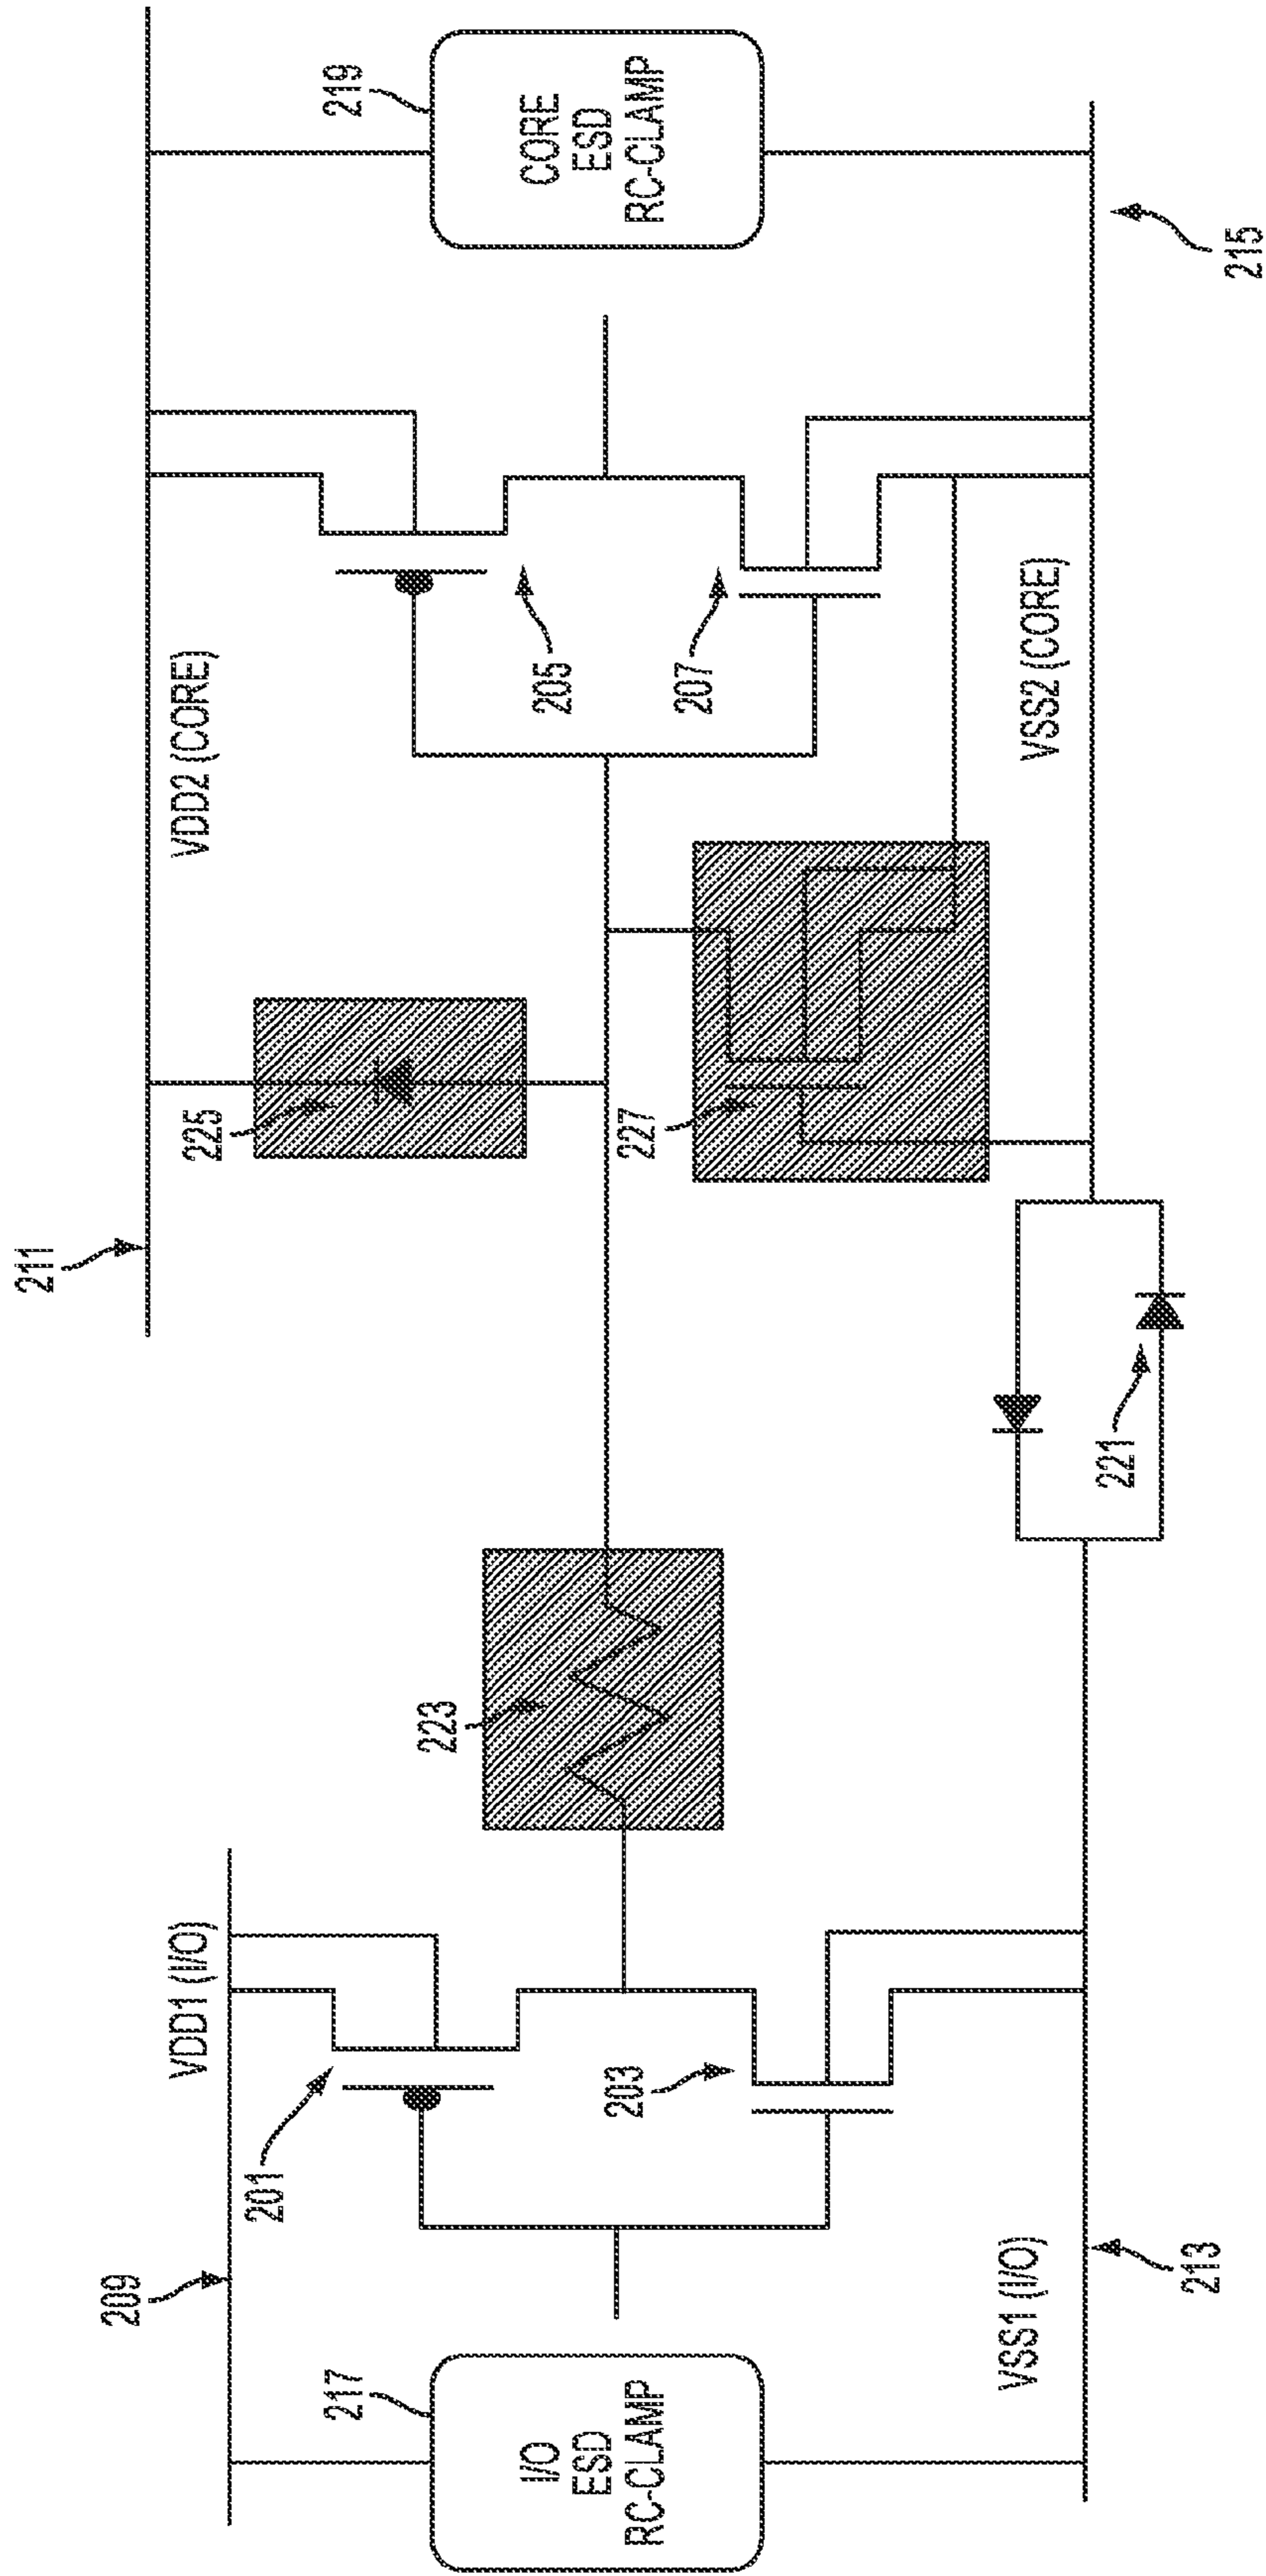 209
VDD1 (I/O)
211
VDD2 (CORE)
201
217
I/O
ESD
RC-CLAMP
203
223
225
227
205
207
219
CORE
ESD
RC-CLAMP
VSS1 (I/O)
213
221
VSS2 (CORE)
215